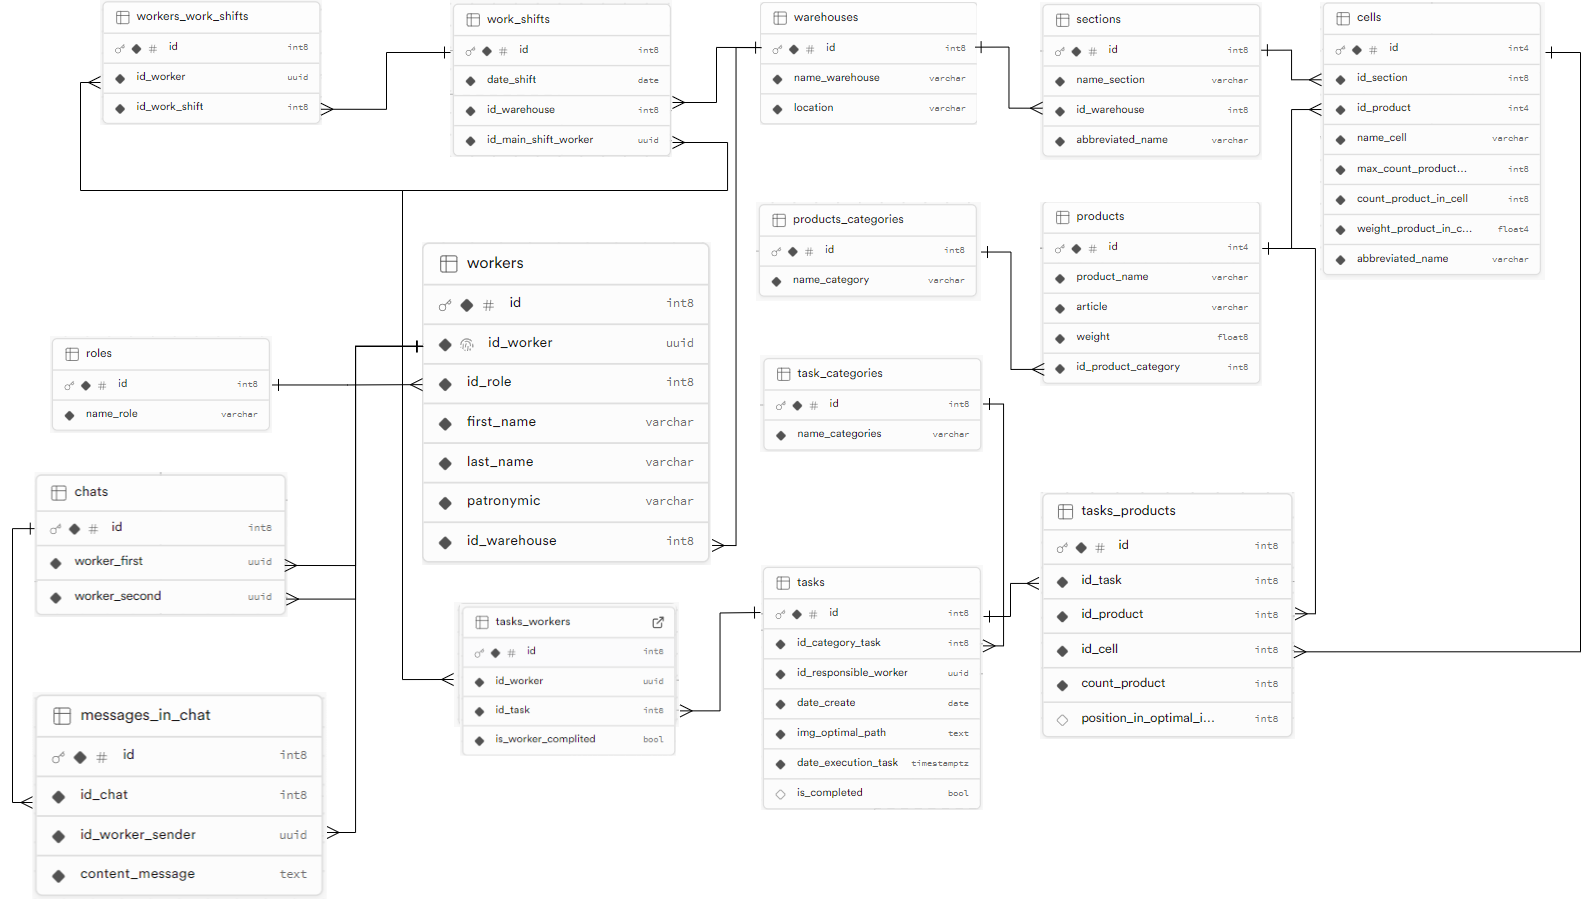 workers_work_shifts
# id int8
id_worker uuid
id_work_shift int8
work_shifts
# id int8
date_shift date
id_warehouse int8
id_main_shift_worker uuid
warehouses
# id int8
name_warehouse varchar
location varchar
sections
# id int8
name_section varchar
id_warehouse int8
abbreviated_name varchar
cells
# id int4
id_section int8
id_product int4
name_cell varchar
max_count_product... int8
count_product_in_cell int8
weight_product_in_c... float4
abbreviated_name varchar
workers
# id int8
id_worker uuid
id_role int8
first_name varchar
last_name varchar
patronymic varchar
id_warehouse int8
products_categories
# id int8
name_category varchar
products
# id int4
product_name varchar
article varchar
weight float8
id_product_category int8
roles
# id int8
name_role varchar
task_categories
# id int8
name_categories varchar
chats
# id int8
worker_first uuid
worker_second uuid
tasks_workers
# id int8
id_worker uuid
id_task int8
is_worker_complited bool
tasks
# id int8
id_category_task int8
id_responsible_worker uuid
date_create date
img_optimal_path text
date_execution_task timestamptz
is_completed bool
tasks_products
# id int8
id_task int8
id_product int8
id_cell int8
count_product int8
position_in_optimal_i... int8
messages_in_chat
# id int8
id_chat int8
id_worker_sender uuid
content_message text